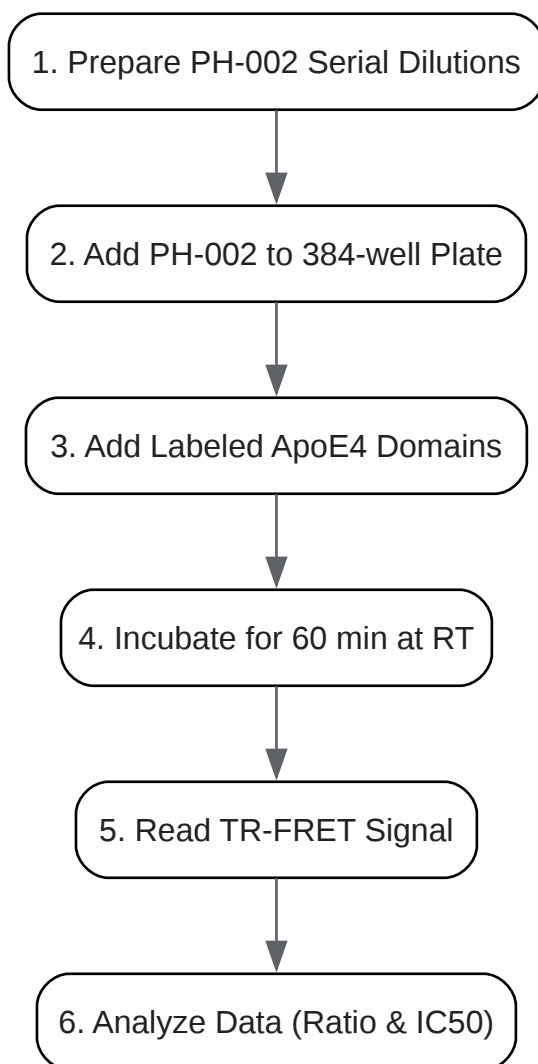 1. Prepare PH-002 Serial Dilutions
2. Add PH-002 to 384-well Plate
3. Add Labeled ApoE4 Domains
4. Incubate for 60 min at RT
5. Read TR-FRET Signal
6. Analyze Data (Ratio & IC50)